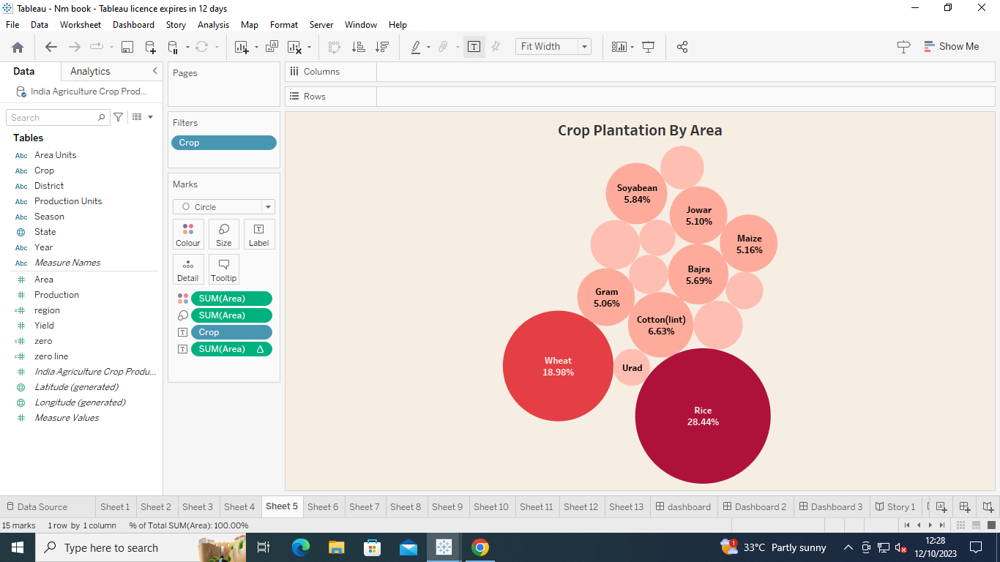 Tableau - Nm book - Tableau licence expires in 12 days
File Data Worksheet Dashboard Story Analysis Map Format Server Window Help
Fit Width
Show Me
Data Analytics
India Agriculture Crop Prod...
Search
Tables
Abc Area Units
Abc Crop
Abc District
Abc Production Units
Abc Season
State
Abc Year
Abc Measure Names
# Area
# Production
=# region
# Yield
=# zero
=# zero line
# India Agriculture Crop Produ...
Latitude (generated)
Longitude (generated)
# Measure Values
Pages
Filters
Crop
Marks
Circle
Colour Size Label
Detail Tooltip
SUM(Area)
SUM(Area)
Crop
SUM(Area) Δ
Columns
Rows
Crop Plantation By Area
Soyabean
5.84%
Jowar
5.10%
Maize
5.16%
Bajra
5.69%
Gram
5.06%
Cotton(lint)
6.63%
Wheat
18.98%
Urad
Rice
28.44%
Data Source Sheet 1 Sheet 2 Sheet 3 Sheet 4 Sheet 5 Sheet 6 Sheet 7 Sheet 8 Sheet 9 Sheet 10 Sheet 11 Sheet 12 Sheet 13 dashboard Dashboard 2 Dashboard 3 Story 1
15 marks 1 row by 1 column % of Total SUM(Area): 100.00%
Type here to search
1 33°C Partly sunny
12:28
12/10/2023